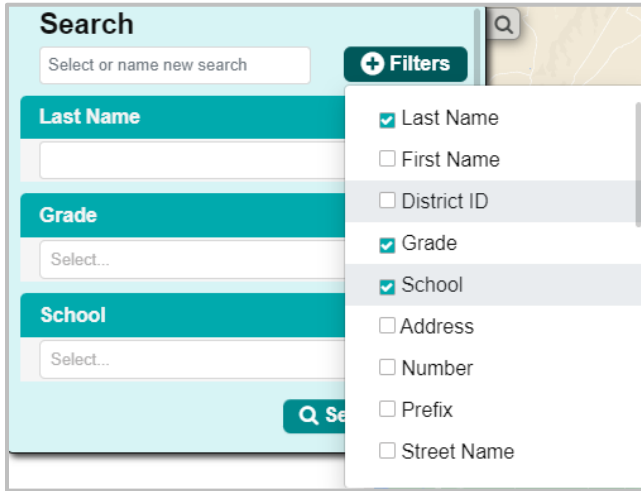 Search
Select or name new search
Filters
Last Name
Grade
Select...
School
Select...
Se
Last Name
First Name
District ID
Grade
School
Address
Number
Prefix
Street Name